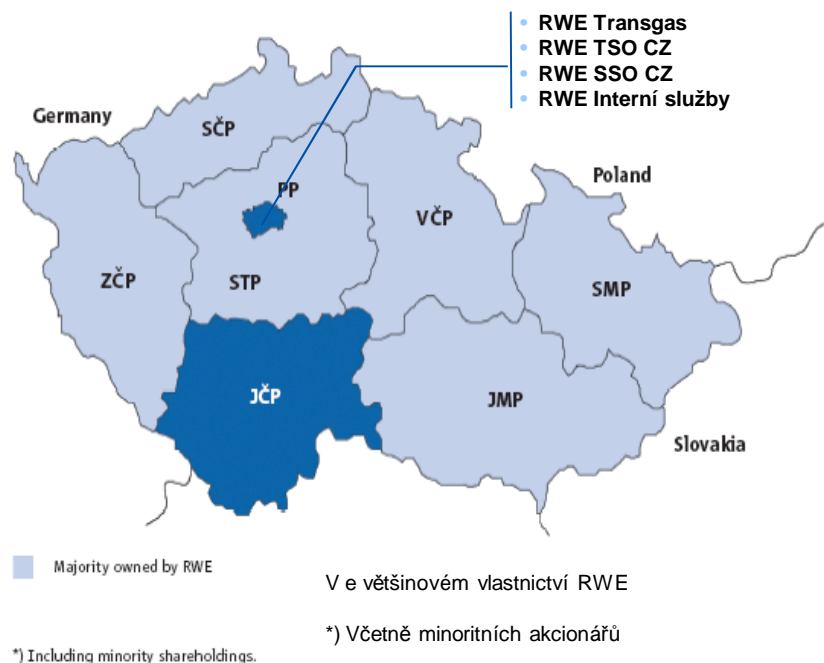 • RWE Transgas
• RWE TSO CZ
• RWE SSO CZ
• RWE Interní služby
Germany
SČP
Poland
PP
VČP
ZČP
STP
SMP
JČP
JMP
Slovakia
Majority owned by RWE
V e většinovém vlastnictví RWE
*) Včetně minoritních akcionářů
*) Including minority shareholdings.